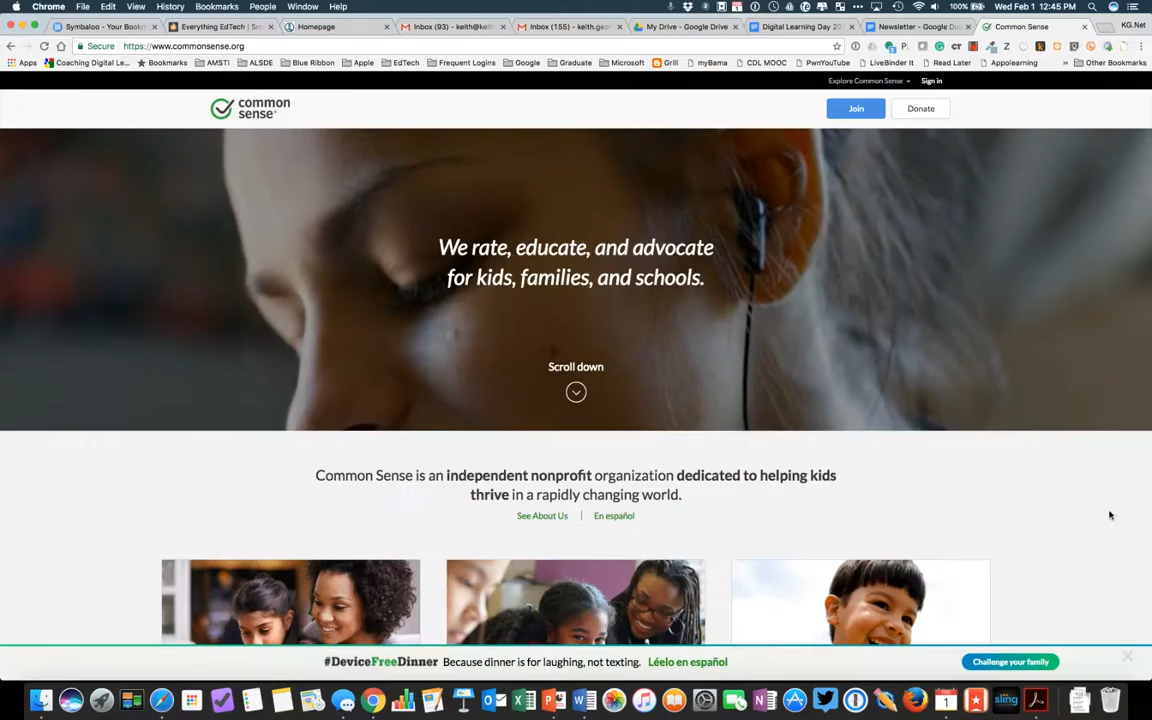 Chrome File Edit View History Bookmarks People Window Help 100% Wed Feb 1 12:45 PM
Symbaloo - Your Bookm Everything EdTech | Sm Homepage Inbox (93) - keith@keit Inbox (155) - keith.geor My Drive - Google Drive Digital Learning Day 20 Newsletter - Google Do Common Sense KG.Net
Secure https://www.commonsense.org
Apps Coaching Digital Le... Bookmarks AMSTI ALSDE Blue Ribbon Apple EdTech Frequent Logins Google Graduate Microsoft Grill myBama CDL MOOC PwnYouTube LiveBinder It Read Later Appolearning » Other Bookmarks
Explore Common Sense Sign in
common
sense
Join Donate
We rate, educate, and advocate
for kids, families, and schools.
Scroll down
Common Sense is an independent nonprofit organization dedicated to helping kids
thrive in a rapidly changing world.
See About Us | En español
#DeviceFreeDinner Because dinner is for laughing, not texting. Léelo en español Challenge your family
sling